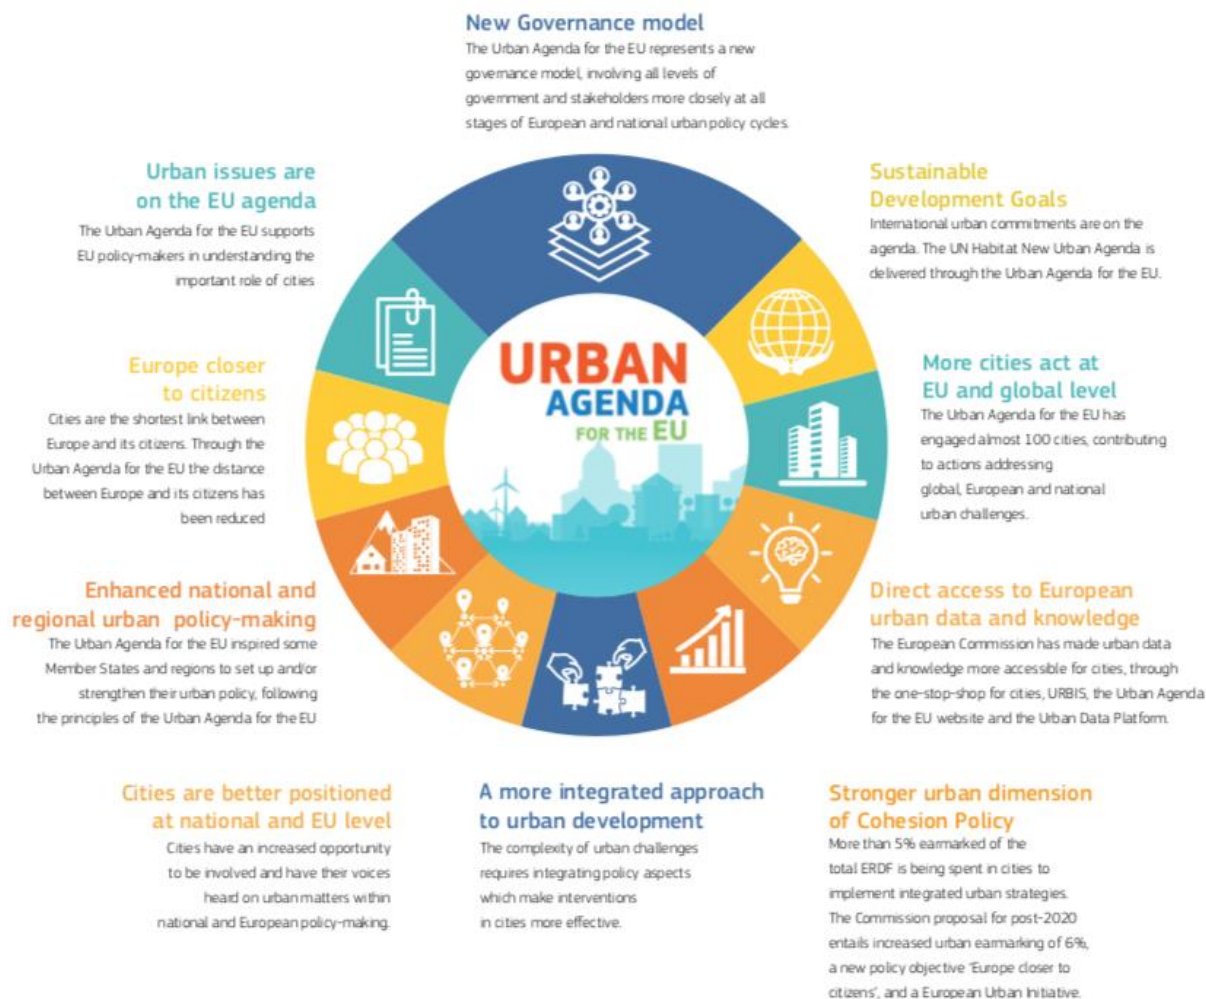 New Governance model
The Urban Agenda for the EU represents a new
governance model, involving all levels of
government and stakeholders more closely at all
stages of European and national urban policy cycles.
Urban issues are
on the EU agenda
The Urban Agenda for the EU supports
EU policy-makers in understanding the
important role of cities
Sustainable
Development Goals
International urban commitments are on the
agenda. The UN Habitat New Urban Agenda is
delivered through the Urban Agenda for the EU.
URBAN
AGENDA
FOR THE EU
Europe closer
to citizens
Cities are the shortest link between
Europe and its citizens. Through the
Urban Agenda for the EU the distance
between Europe and its citizens has
been reduced
More cities act at
EU and global level
The Urban Agenda for the EU has
engaged almost 100 cities, contributing
to actions addressing
global, European and national
urban challenges.
Enhanced national and
regional urban policy-making
The Urban Agenda for the EU inspired some
Member States and regions to set up and/or
strengthen their urban policy, following
the principles of the Urban Agenda for the EU
Direct access to European
urban data and knowledge
The European Commission has made urban data
and knowledge more accessible for cities, through
the one-stop-shop for cities, URBIS, the Urban Agenda
for the EU website and the Urban Data Platform.
Cities are better positioned
at national and EU level
Cities have an increased opportunity
to be involved and have their voices
heard on urban matters within
national and European policy-making.
A more integrated approach
to urban development
The complexity of urban challenges
requires integrating policy aspects
which make interventions
in cities more effective.
Stronger urban dimension
of Cohesion Policy
More than 5% earmarked of the
total ERDF is being spent in cities to
implement integrated urban strategies.
The Commission proposal for post-2020
entails increased urban earmarking of 6%,
a new policy objective 'Europe closer to
citizens', and a European Urban Initiative.